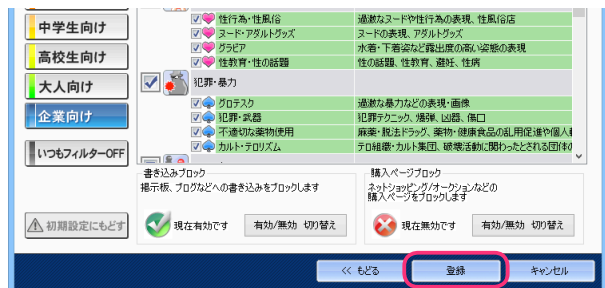 中学生向け
高校生向け
大人向け
企業向け
いつもフィルターOFF
初期設定にもどす
性行為・性風俗 過激なヌードや性行為の表現、性風俗店
ヌード・アダルトグッズ ヌードの表現、アダルトグッズ
グラビア 水着・下着姿など露出度の高い姿態の表現
性教育・性の話題 性の話題、性教育、避妊、性病
犯罪・暴力
グロテスク 過激な暴力などの表現・画像
犯罪・武器 犯罪テクニック、爆弾、凶器、傷口
不適切な薬物使用 麻薬・脱法ドラッグ、薬物・健康食品の乱用促進や個人
カルト・テロリズム テロ組織・カルト集団、破壊活動に関わったとされる団体
書き込みブロック
掲示板、ブログなどへの書き込みをブロックします
現在有効です 有効/無効 切り替え
購入ページブロック
ネットショッピング/オークションなどの
購入ページをブロックします
現在無効です 有効/無効 切り替え
<< もどる 登録 キャンセル